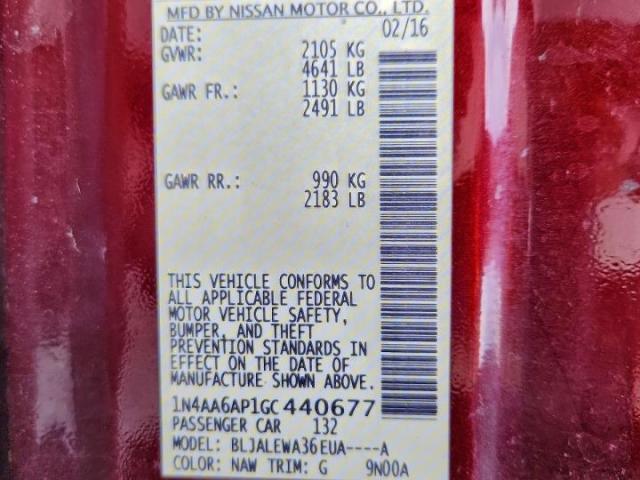 MFD BY NISSAN MOTOR CO., LTD.
DATE: 02/16
GVWR: 2105 KG
4641 LB
GAWR FR.: 1130 KG
2491 LB
GAWR RR.: 990 KG
2183 LB
THIS VEHICLE CONFORMS TO
ALL APPLICABLE FEDERAL
MOTOR VEHICLE SAFETY,
BUMPER, AND THEFT
PREVENTION STANDARDS IN
EFFECT ON THE DATE OF
MANUFACTURE SHOWN ABOVE.
1N4AA6AP1GC440677
PASSENGER CAR 132
MODEL: BLJALEWA36EUA----A
COLOR: NAW TRIM: G 9N00A